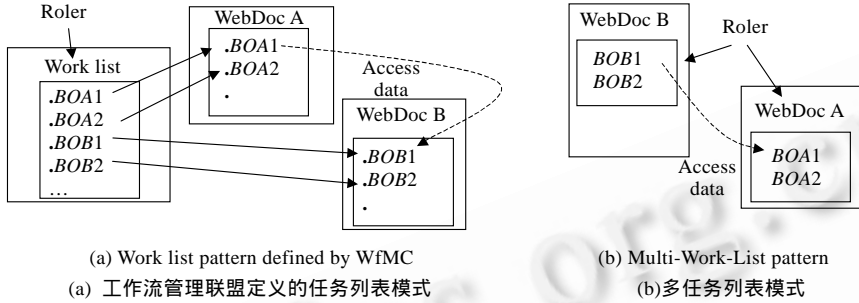 Roler
Work list
.BOA1
.BOA2
.BOB1
.BOB2
...
WebDoc A
.BOA1
.BOA2
.
Access
data
WebDoc B
.BOB1
.BOB2
.
(a) Work list pattern defined by WfMC
(a) 工作流管理联盟定义的任务列表模式
WebDoc B
BOB1
BOB2
Roler
WebDoc A
BOA1
BOA2
Access
data
(b) Multi-Work-List pattern
(b)多任务列表模式